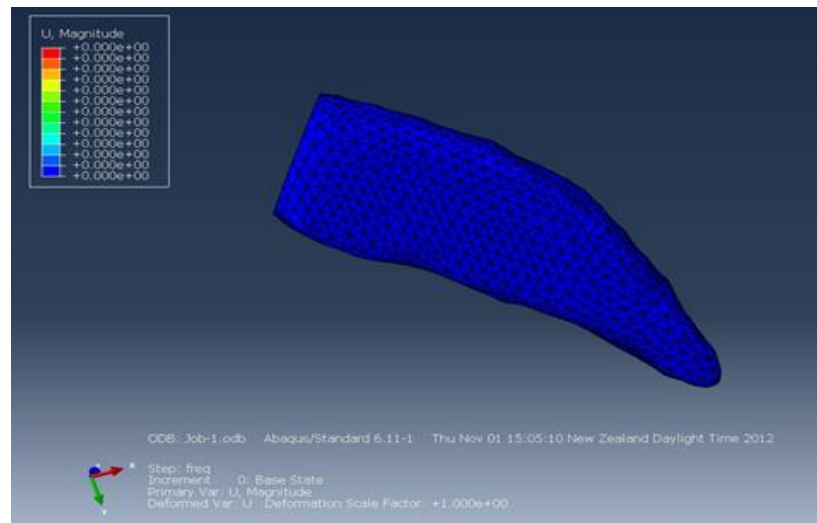 U, Magnitude
+0.000e+00
+0.000e+00
+0.000e+00
+0.000e+00
+0.000e+00
+0.000e+00
+0.000e+00
+0.000e+00
+0.000e+00
+0.000e+00
+0.000e+00
+0.000e+00
+0.000e+00
ODB: Job-1.odb Abaqus/Standard 6.11-1 Thu Nov 01 15:05:10 New Zealand Daylight Time 2012
X
Y
Step: freq
Increment 0: Base State
Primary Var: U, Magnitude
Deformed Var: U Deformation Scale Factor: +1.000e+00